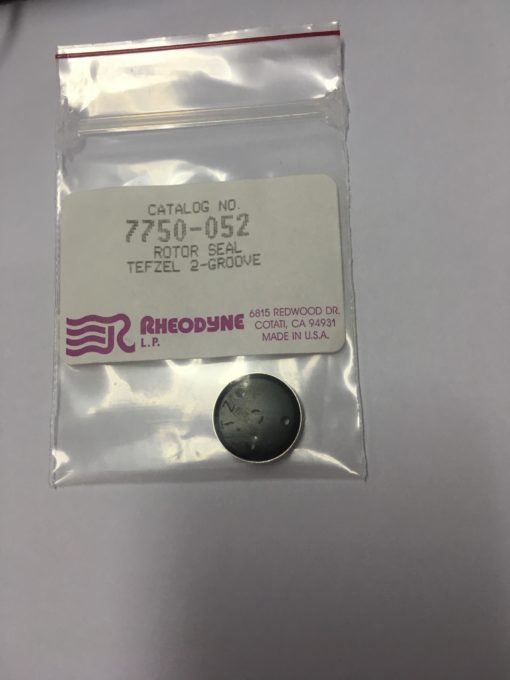 CATALOG NO.
7750-052
ROTOR SEAL
TEFZEL 2-GROOVE
RHEODYNE
L.P.
6815 REDWOOD DR.
COTATI, CA 94931
MADE IN U.S.A.